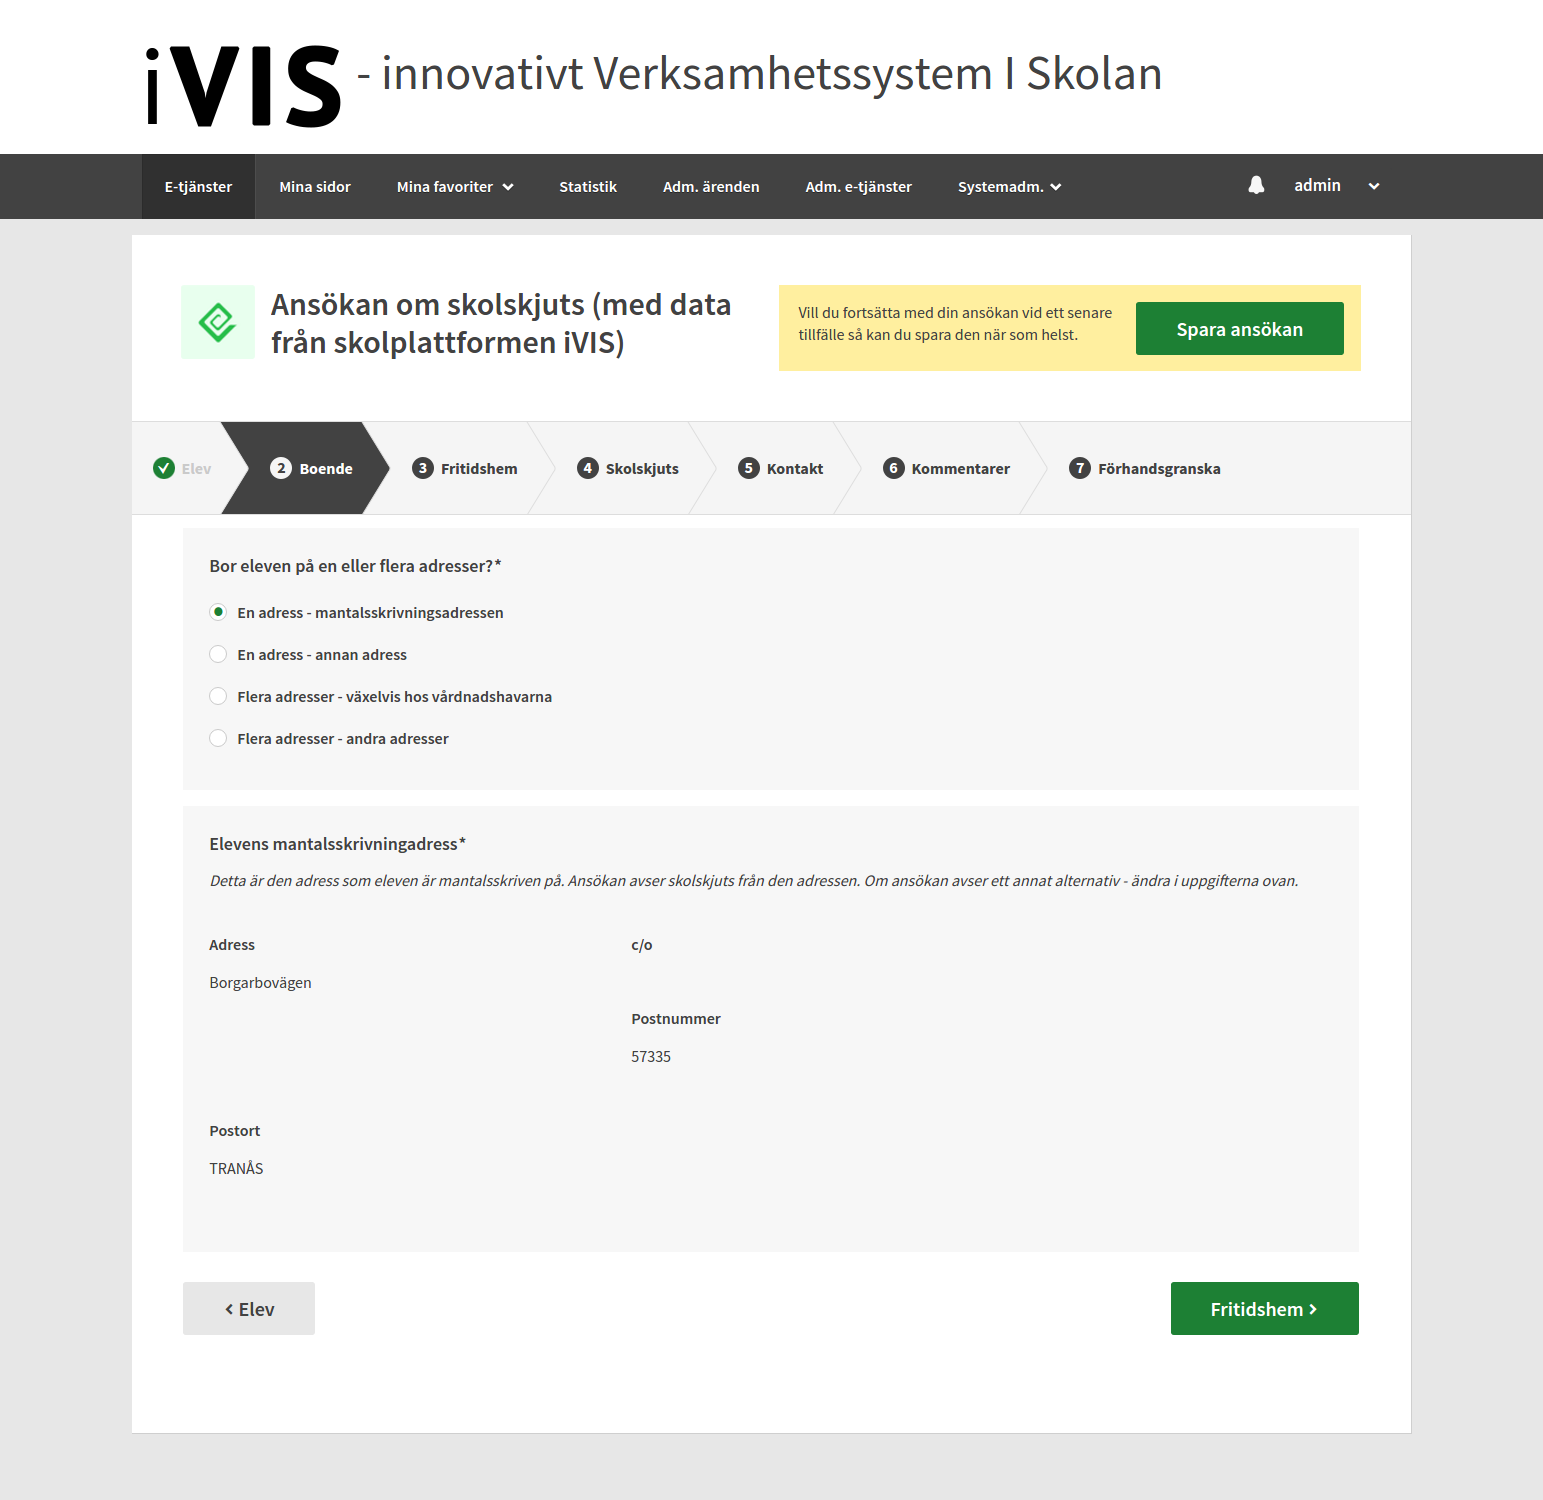 iVIS - innovativt Verksamhetssystem I Skolan
E-tjänster Mina sidor Mina favoriter Statistik Adm. ärenden Adm. e-tjänster Systemadm. admin
Ansökan om skolskjuts (med data
från skolplattformen iVIS)
Vill du fortsätta med din ansökan vid ett senare
tillfälle så kan du spara den när som helst.
Spara ansökan
Elev 2 Boende 3 Fritidshem 4 Skolskjuts 5 Kontakt 6 Kommentarer 7 Förhandsgranska
Bor eleven på en eller flera adresser?*
En adress - mantalsskrivningsadressen
En adress - annan adress
Flera adresser - växelvis hos vårdnadshavarna
Flera adresser - andra adresser
Elevens mantalsskrivningadress*
Detta är den adress som eleven är mantalsskriven på. Ansökan avser skolskjuts från den adressen. Om ansökan avser ett annat alternativ - ändra i uppgifterna ovan.
Adress c/o
Borgarbovägen
Postnummer
57335
Postort
TRANÅS
Elev Fritidshem